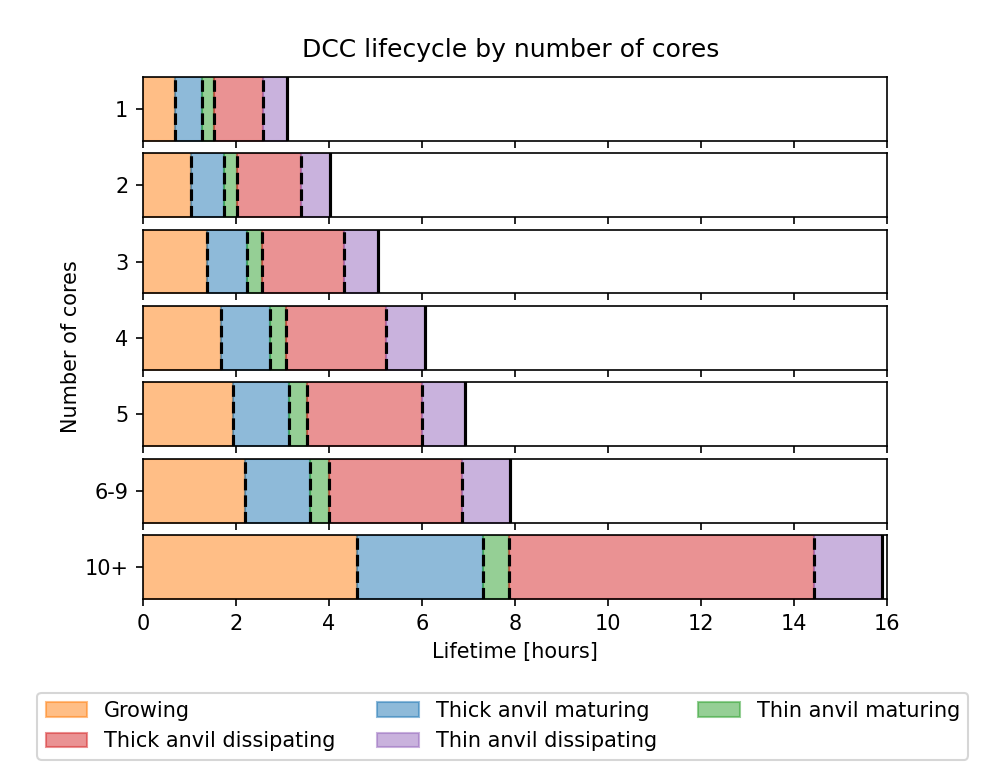 DCC lifecycle by number of cores
Number of cores
1
2
3
4
5
6-9
10+
0 2 4 6 8 10 12 14 16
Lifetime [hours]
Growing Thick anvil maturing Thin anvil maturing
Thick anvil dissipating Thin anvil dissipating